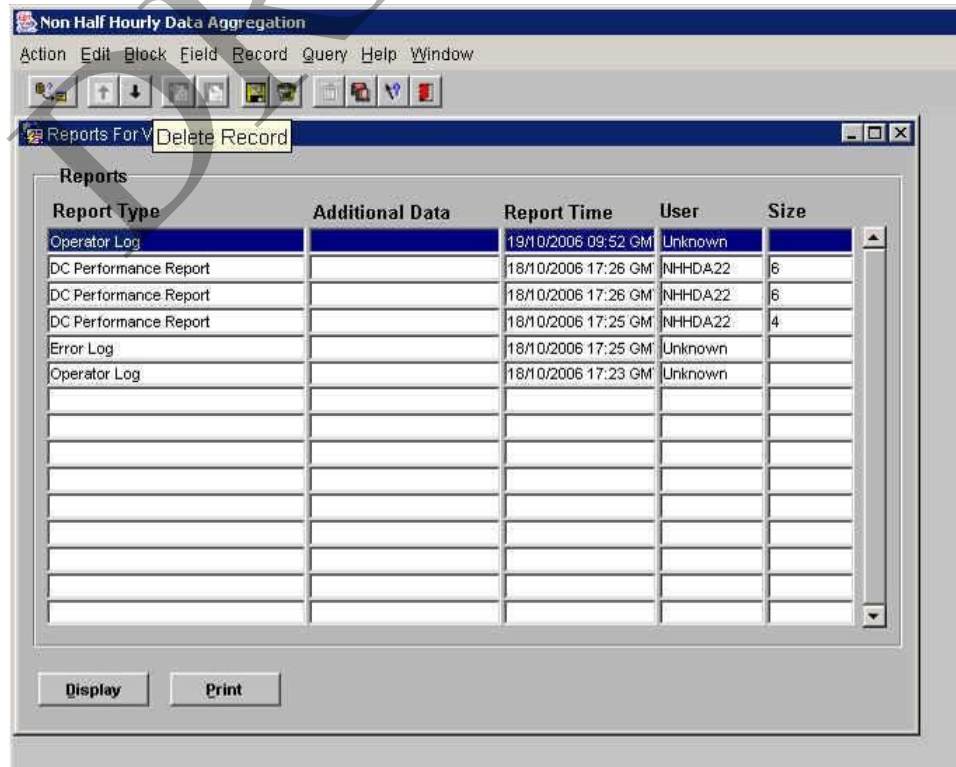 Non Half Hourly Data Aggregation
Action Edit Block Field Record Query Help Window
Reports For V
Delete Record
Reports
Report Type Additional Data Report Time User Size
Operator Log 19/10/2006 09:52 GM Unknown
DC Performance Report 18/10/2006 17:26 GM NHHDA22 6
DC Performance Report 18/10/2006 17:26 GM NHHDA22 6
DC Performance Report 18/10/2006 17:25 GM NHHDA22 4
Error Log 18/10/2006 17:25 GM Unknown
Operator Log 18/10/2006 17:23 GM Unknown
Display Print